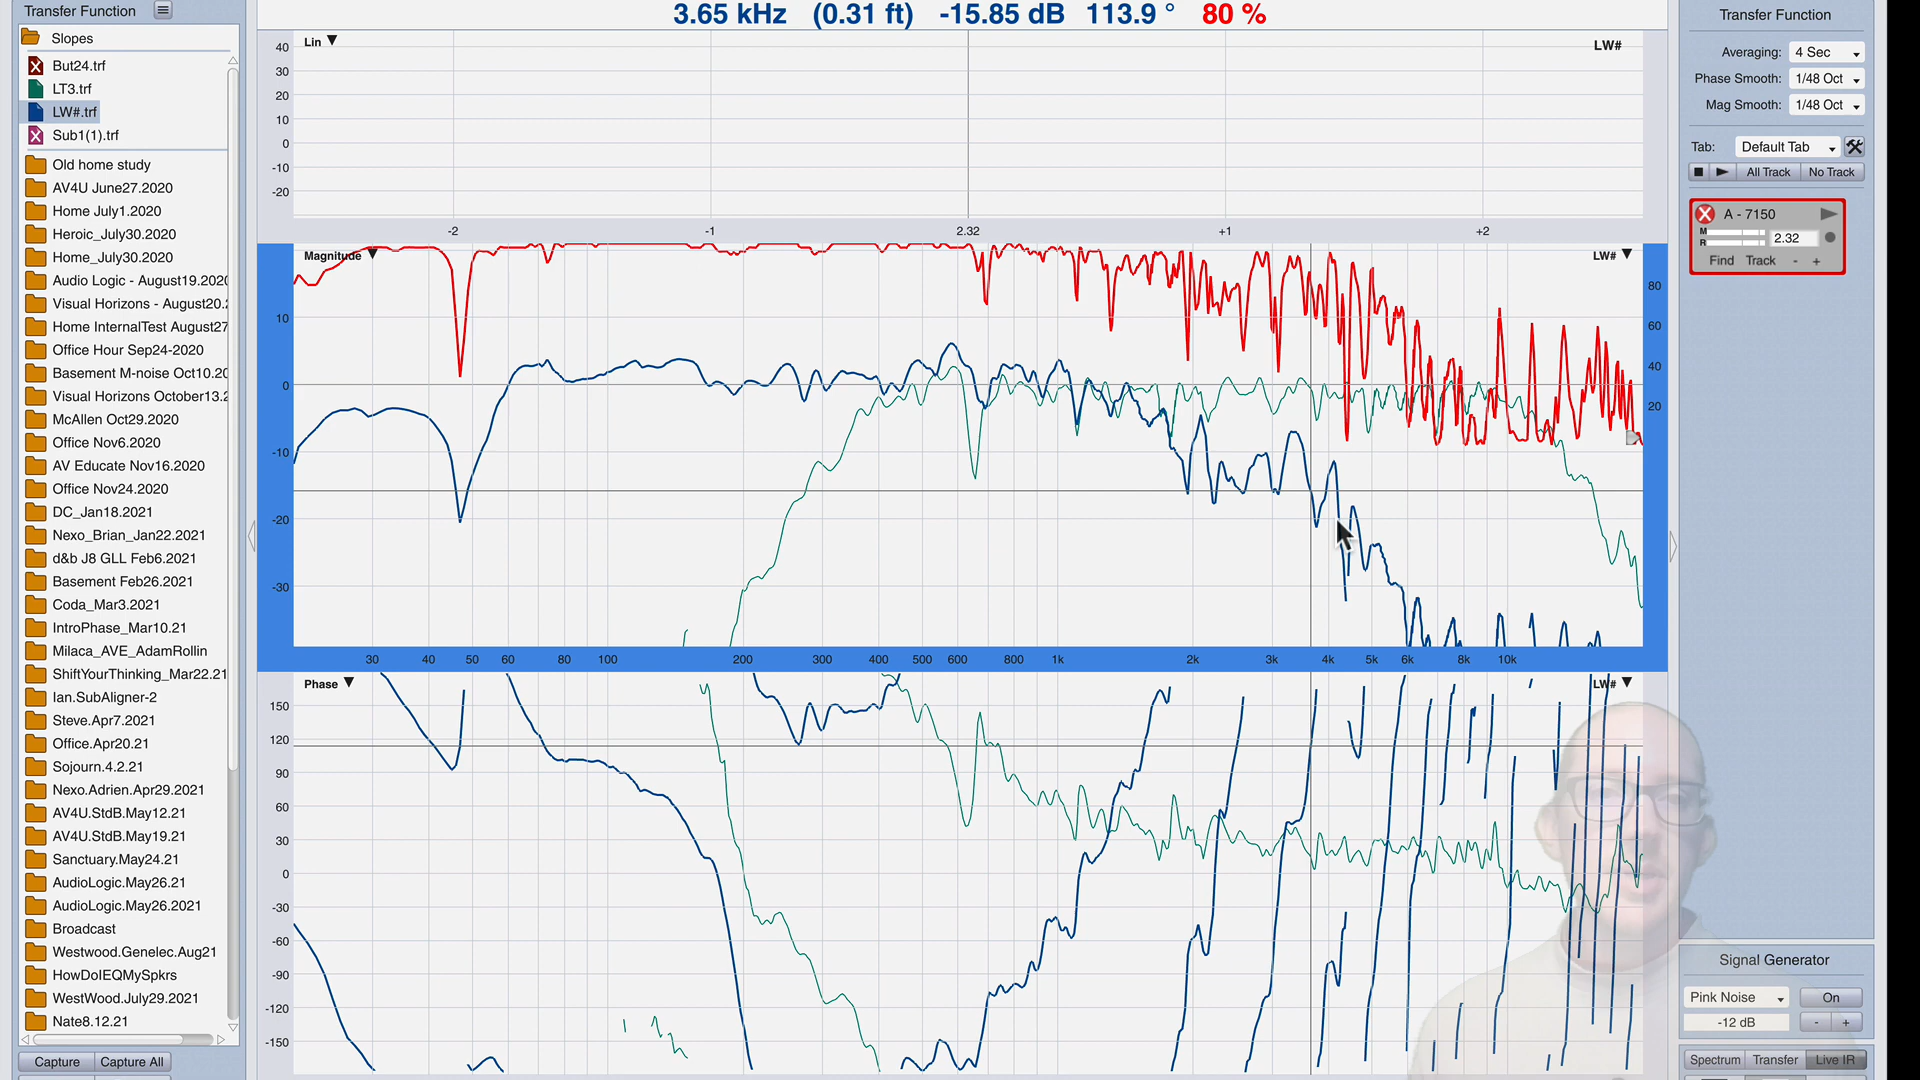 Transfer Function
Slopes
But24.trf
LT3.trf
LW#.trf
Sub1(1).trf
Old home study
AV4U June27.2020
Home July1.2020
Heroic_July30.2020
Home_July30.2020
Audio Logic - August19.2020
Visual Horizons - August20.2
Home InternalTest August27
Office Hour Sep24-2020
Basement M-noise Oct10.20
Visual Horizons October13.2
McAllen Oct29.2020
Office Nov6.2020
AV Educate Nov16.2020
Office Nov24.2020
DC_Jan18.2021
Nexo_Brian_Jan22.2021
d&b J8 GLL Feb6.2021
Basement Feb26.2021
Coda_Mar3.2021
IntroPhase_Mar10.21
Milaca_AVE_AdamRollin
ShiftYourThinking_Mar22.21
Ian.SubAligner-2
Steve.Apr7.2021
Office.Apr20.21
Sojourn.4.2.21
Nexo.Adrien.Apr29.2021
AV4U.StdB.May12.21
AV4U.StdB.May19.21
Sanctuary.May24.21
AudioLogic.May26.21
AudioLogic.May26.2021
Broadcast
Westwood.Genelec.Aug21
HowDoIEQMySpkrs
WestWood.July29.2021
Nate8.12.21
Capture Capture All
3.65 kHz (0.31 ft) -15.85 dB 113.9 ° 80 %
Lin LW#
40
30
20
10
0
-10
-20
-2 -1 2.32 +1 +2
Magnitude LW#
10
0
-10
-20
-30
80
60
40
20
30 40 50 60 80 100 200 300 400 500 600 800 1k 2k 3k 4k 5k 6k 8k 10k
Phase LW#
150
120
90
60
30
0
-30
-60
-90
-120
-150
Transfer Function
Averaging: 4 Sec
Phase Smooth: 1/48 Oct
Mag Smooth: 1/48 Oct
Tab: Default Tab
All Track No Track
A - 7150
M
R
2.32
Find Track - +
Signal Generator
Pink Noise On
-12 dB - +
Spectrum Transfer Live IR